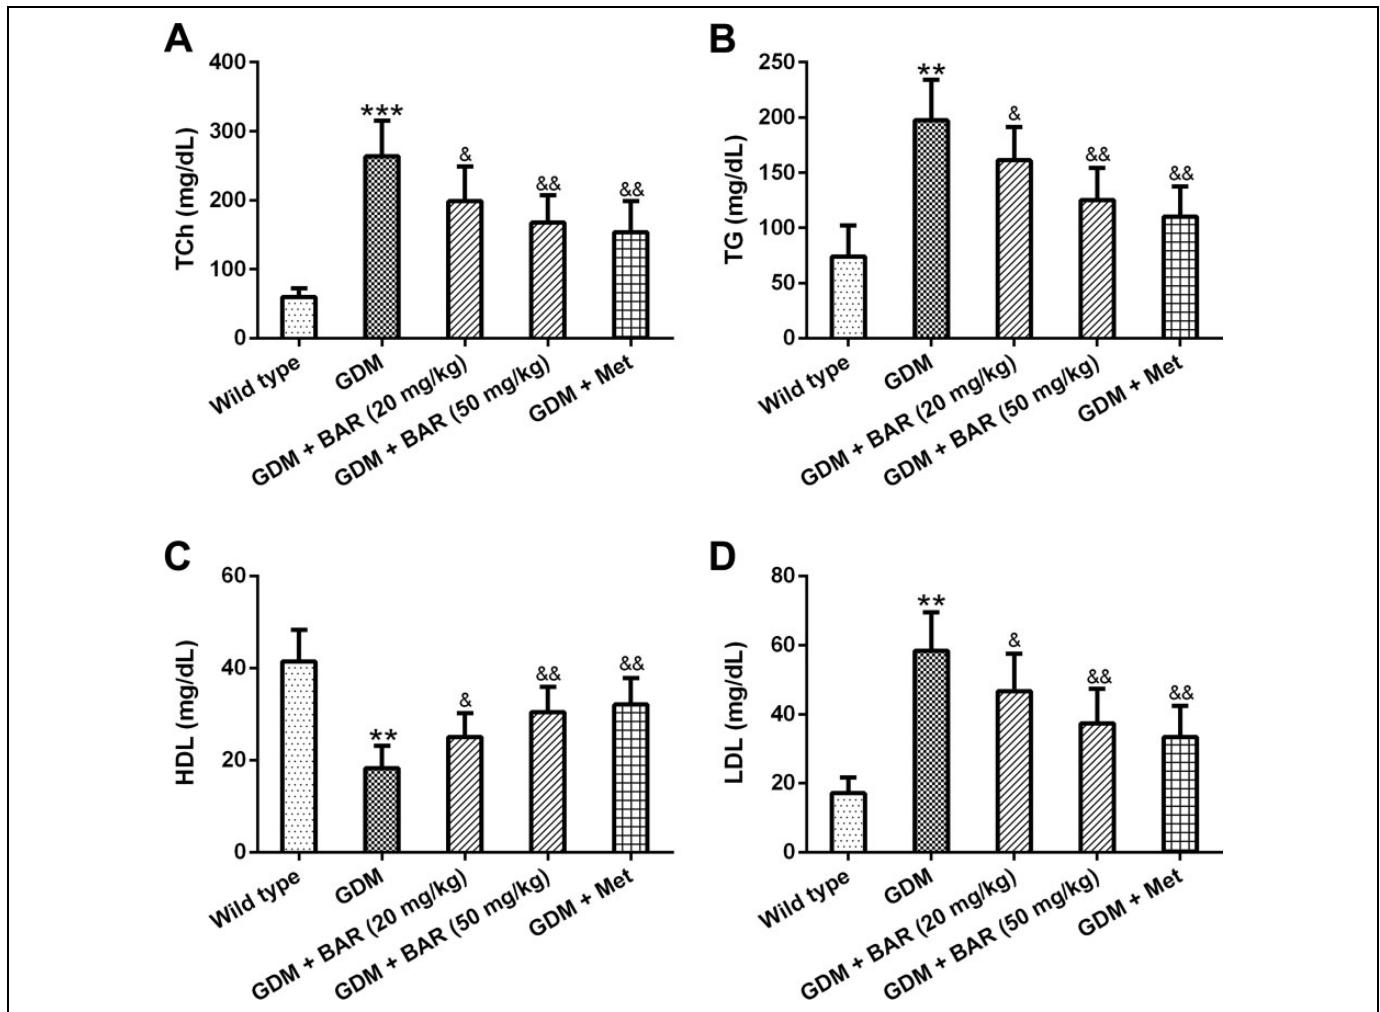 A
TCh (mg/dL)
400
300
200
100
0
***
&
&&
&&
Wild type
GDM
GDM + BAR (20 mg/kg)
GDM + BAR (50 mg/kg)
GDM + Met
B
TG (mg/dL)
250
200
150
100
50
0
**
&
&&
&&
Wild type
GDM
GDM + BAR (20 mg/kg)
GDM + BAR (50 mg/kg)
GDM + Met
C
HDL (mg/dL)
60
40
20
0
**
&
&&
&&
Wild type
GDM
GDM + BAR (20 mg/kg)
GDM + BAR (50 mg/kg)
GDM + Met
D
LDL (mg/dL)
80
60
40
20
0
**
&
&&
&&
Wild type
GDM
GDM + BAR (20 mg/kg)
GDM + BAR (50 mg/kg)
GDM + Met